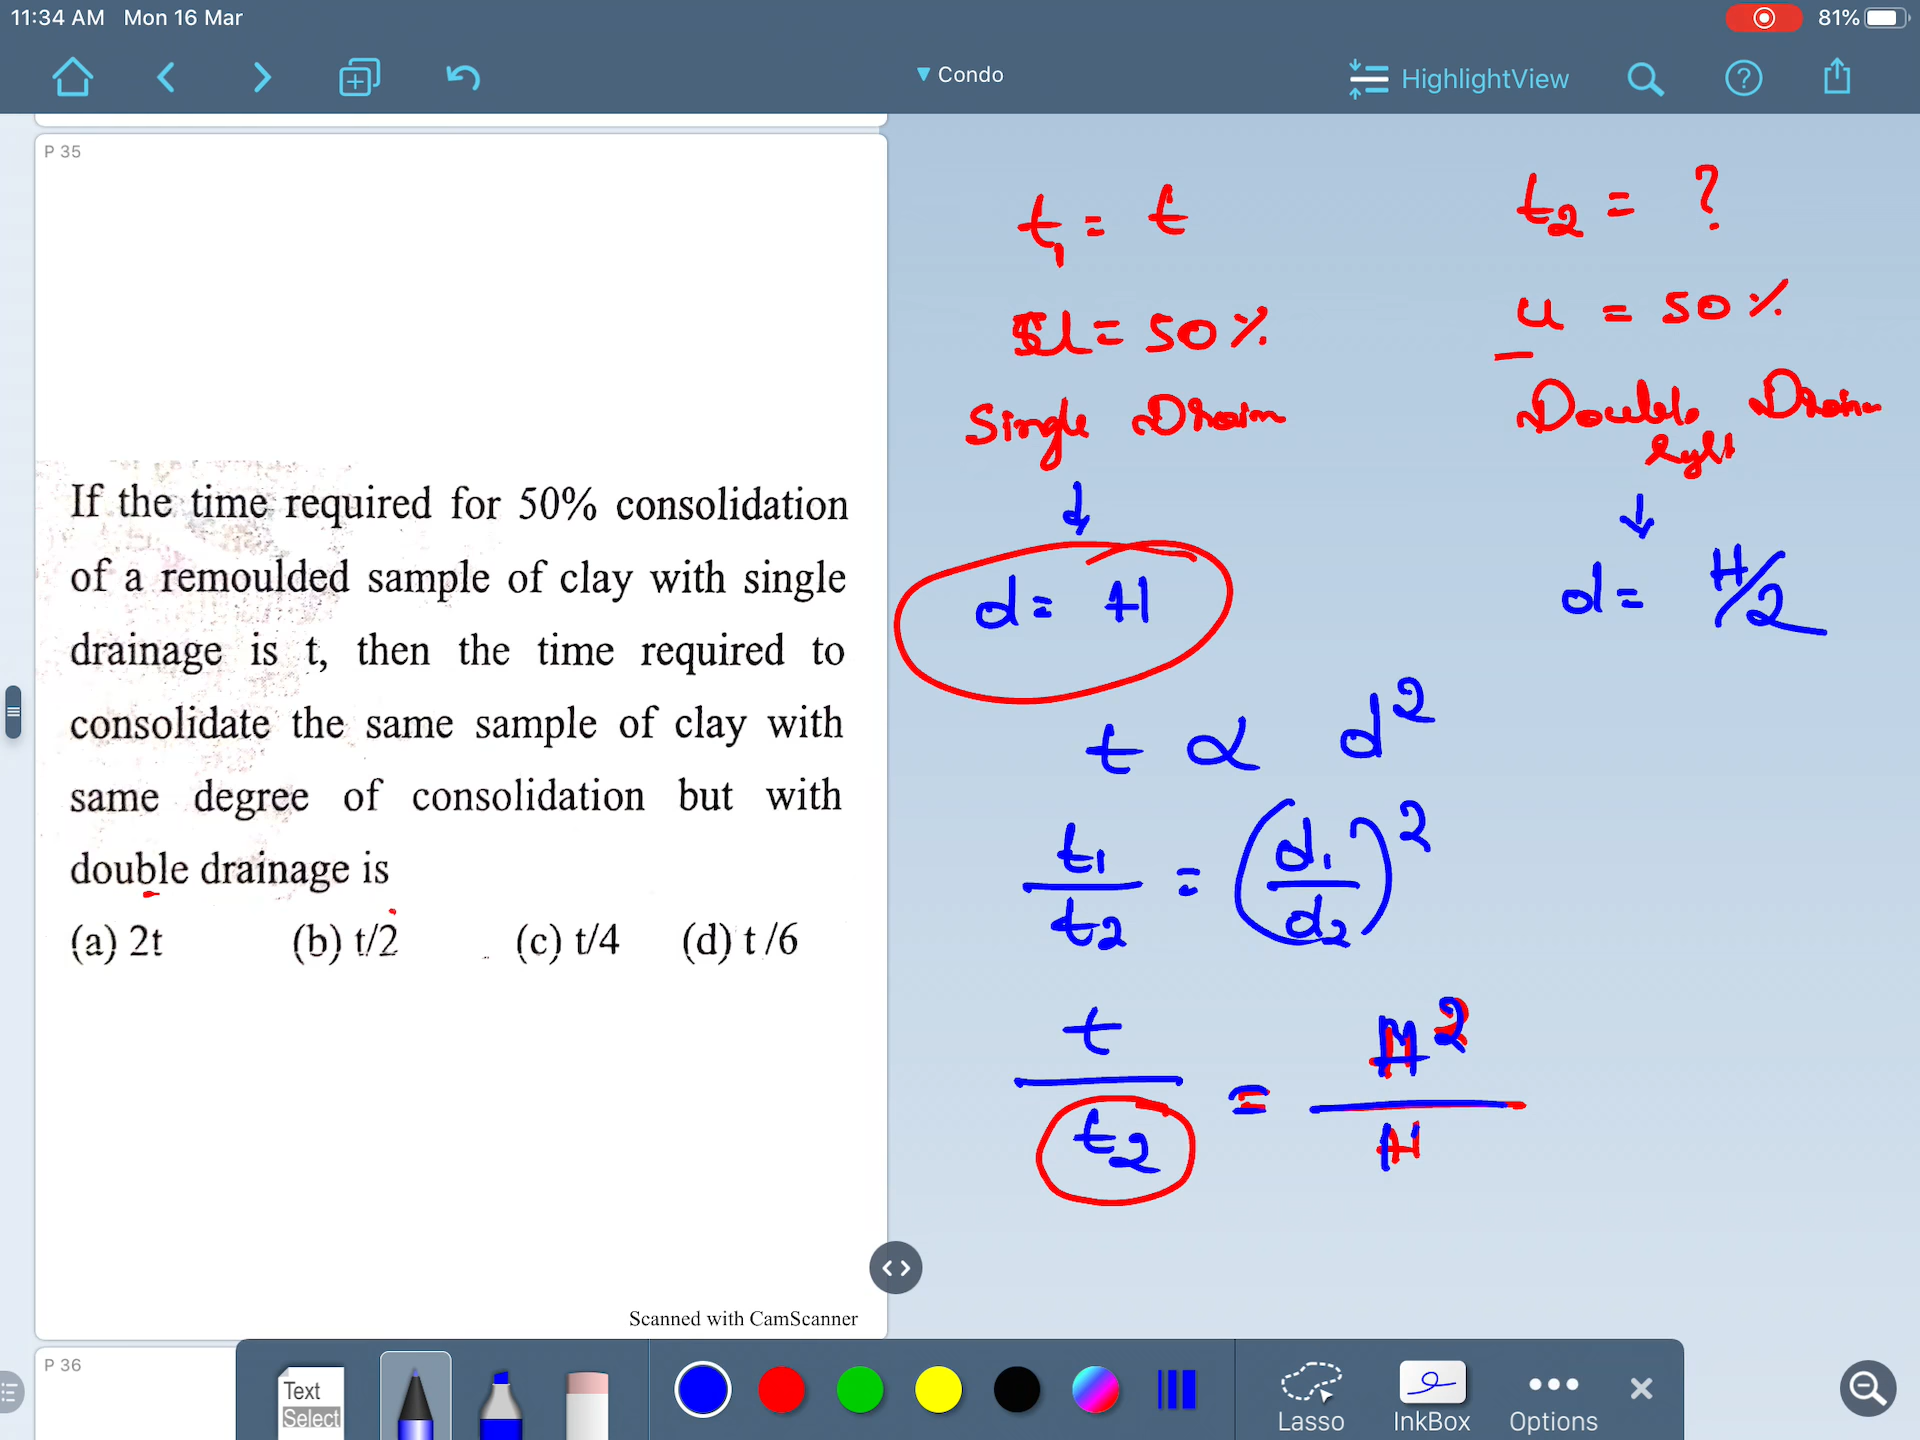 11:34 AM Mon 16 Mar
81%
Condo
HighlightView
P 35
If the time required for 50% consolidation
of a remoulded sample of clay with single
drainage is t, then the time required to
consolidate the same sample of clay with
same degree of consolidation but with
double drainage is
(a) 2t (b) t/2 (c) t/4 (d) t /6
Scanned with CamScanner
P 36
t₁ = t
= 50 %
Single Drain
d = H
t₂ = ?
u = 50 %
Double Drain
d = H/2
t ∝ d²
t₁/t₂ = (d₁/d₂)²
t/t₂ = H²/H
Text
Select
Lasso
InkBox
Options